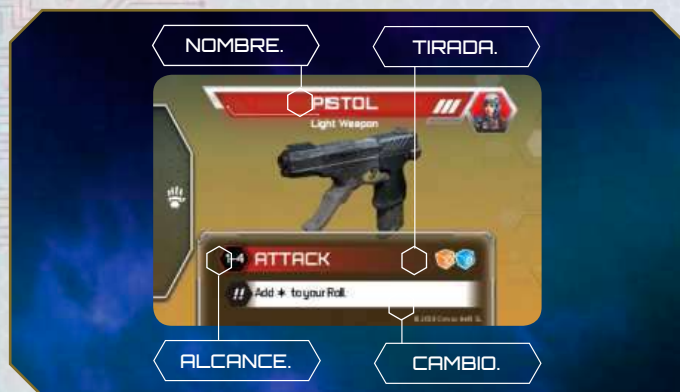 NOMBRE.
TIRADA.
PISTOL
Light Weapon
1-4 ATTACK
!! Add ✶ to your Roll.
ALCANCE.
CAMBIO.